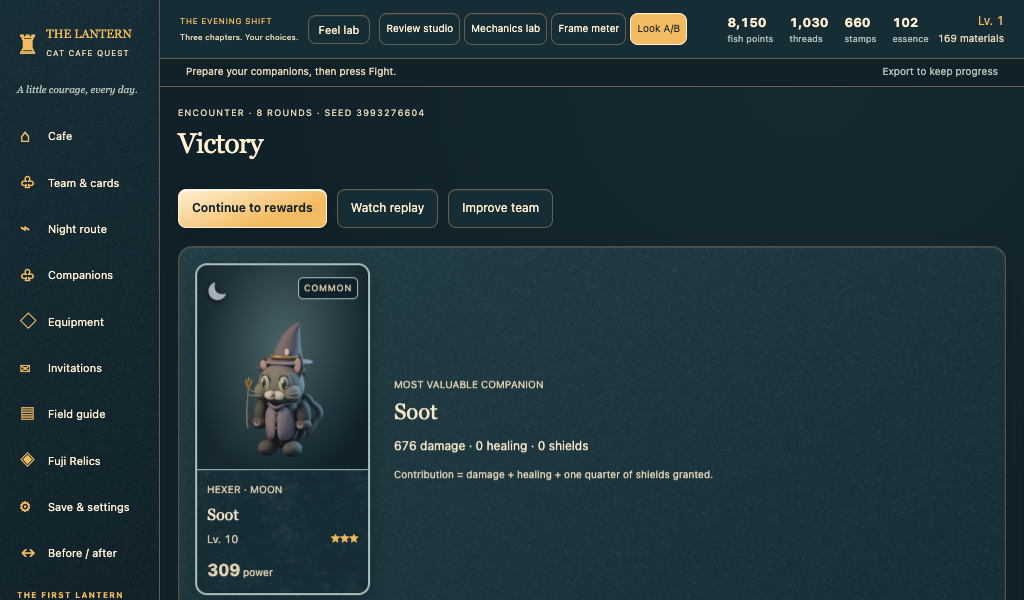 THE LANTERN
CAT CAFE QUEST
A little courage, every day.
Cafe
Team & cards
Night route
Companions
Equipment
Invitations
Field guide
Fuji Relics
Save & settings
Before / after
THE FIRST LANTERN
THE EVENING SHIFT
Three chapters. Your choices.
Feel lab
Review studio
Mechanics lab
Frame meter
Look A/B
8,150
fish points
1,030
threads
660
stamps
102
essence
Lv. 1
169 materials
Prepare your companions, then press Fight.
Export to keep progress
ENCOUNTER · 8 ROUNDS · SEED 3993276604
Victory
Continue to rewards
Watch replay
Improve team
COMMON
HEXER · MOON
Soot
Lv. 10
309 power
MOST VALUABLE COMPANION
Soot
676 damage · 0 healing · 0 shields
Contribution = damage + healing + one quarter of shields granted.